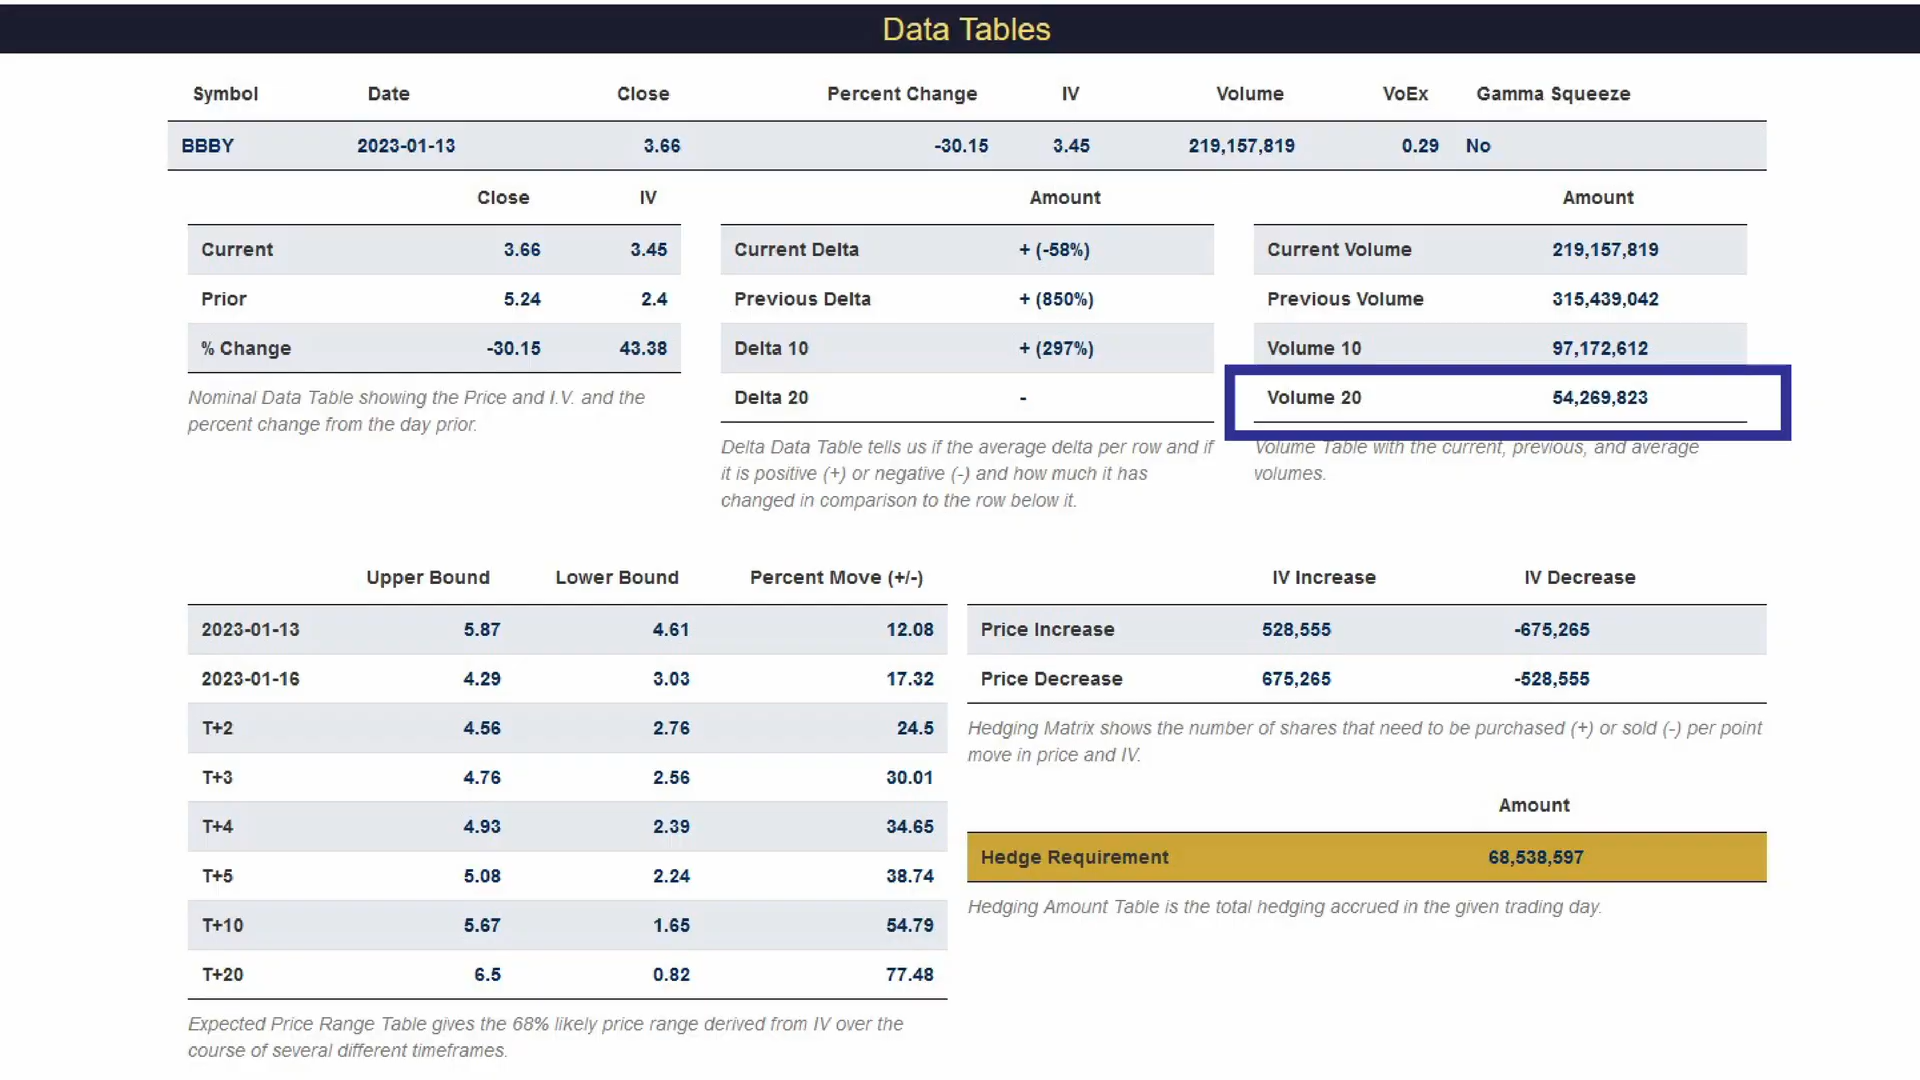 Data Tables
Symbol Date Close Percent Change IV Volume VoEx Gamma Squeeze
BBBY 2023-01-13 3.66 -30.15 3.45 219,157,819 0.29 No
Close IV
Current 3.66 3.45
Prior 5.24 2.4
% Change -30.15 43.38
Nominal Data Table showing the Price and I.V. and the
percent change from the day prior.
Amount
Current Delta + (-58%)
Previous Delta + (850%)
Delta 10 + (297%)
Delta 20 -
Delta Data Table tells us if the average delta per row and if
it is positive (+) or negative (-) and how much it has
changed in comparison to the row below it.
Amount
Current Volume 219,157,819
Previous Volume 315,439,042
Volume 10 97,172,612
Volume 20 54,269,823
Volume Table with the current, previous, and average
volumes.
Upper Bound Lower Bound Percent Move (+/-)
2023-01-13 5.87 4.61 12.08
2023-01-16 4.29 3.03 17.32
T+2 4.56 2.76 24.5
T+3 4.76 2.56 30.01
T+4 4.93 2.39 34.65
T+5 5.08 2.24 38.74
T+10 5.67 1.65 54.79
T+20 6.5 0.82 77.48
Expected Price Range Table gives the 68% likely price range derived from IV over the
course of several different timeframes.
IV Increase IV Decrease
Price Increase 528,555 -675,265
Price Decrease 675,265 -528,555
Hedging Matrix shows the number of shares that need to be purchased (+) or sold (-) per point
move in price and IV.
Amount
Hedge Requirement 68,538,597
Hedging Amount Table is the total hedging accrued in the given trading day.